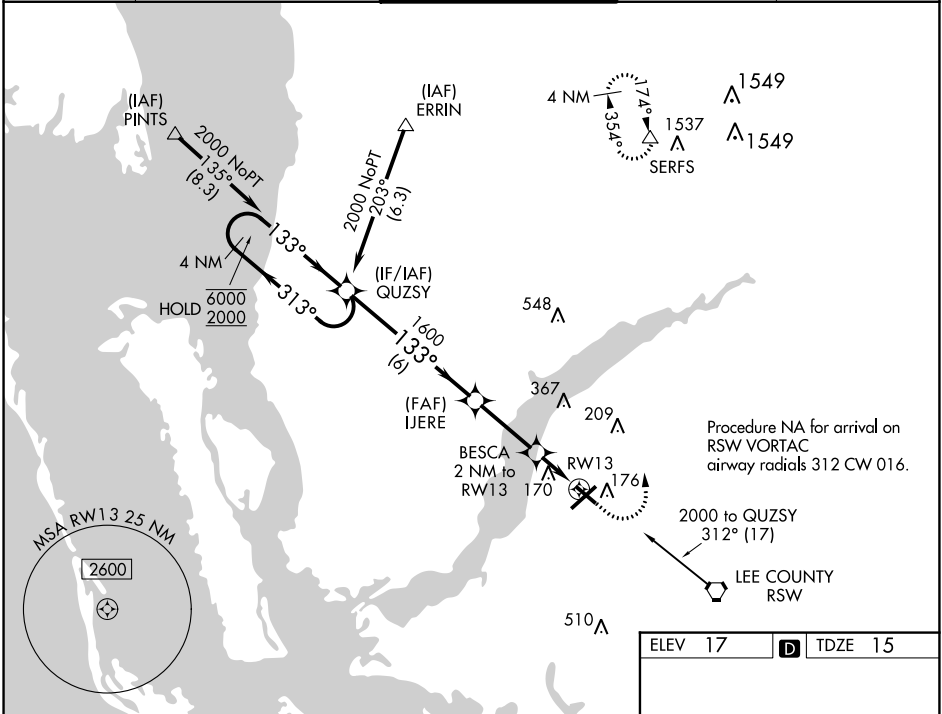 (IAF)
PINTS
2000 NoPT
135°
(8.3)
(IAF)
ERRIN
2000 NoPT
203°
(6.3)
4 NM
174°
354°
1537
SERFS
1549
1549
133°
4 NM
313°
HOLD
6000
2000
(IF/IAF)
QUZSY
1600
133°
(6)
548
(FAF)
IJERE
367
209
BESCA
2 NM to
RW13
170
RW13
176
Procedure NA for arrival on
RSW VORTAC
airway radials 312 CW 016.
2000 to QUZSY
312° (17)
LEE COUNTY
RSW
MSA RW13 25 NM
2600
510
ELEV 17
D
TDZE 15